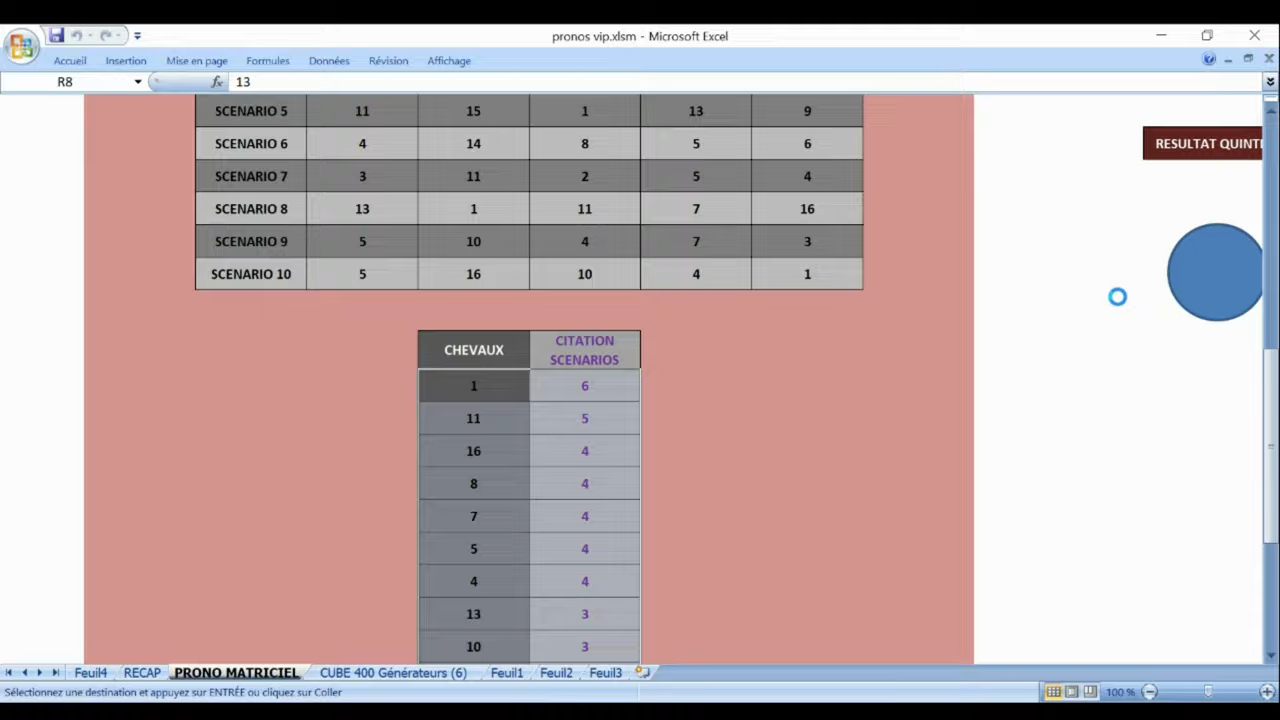 pronos vip.xlsm - Microsoft Excel
Accueil Insertion Mise en page Formules Données Révision Affichage
R8 fx 13
SCENARIO 5 11 15 1 13 9
SCENARIO 6 4 14 8 5 6
SCENARIO 7 3 11 2 5 4
SCENARIO 8 13 1 11 7 16
SCENARIO 9 5 10 4 7 3
SCENARIO 10 5 16 10 4 1
RESULTAT QUINT
CHEVAUX CITATION
SCENARIOS
1 6
11 5
16 4
8 4
7 4
5 4
4 4
13 3
10 3
Feuil4 RECAP PRONO MATRICIEL CUBE 400 Générateurs (6) Feuil1 Feuil2 Feuil3
Sélectionnez une destination et appuyez sur ENTRÉE ou cliquez sur Coller 100 %